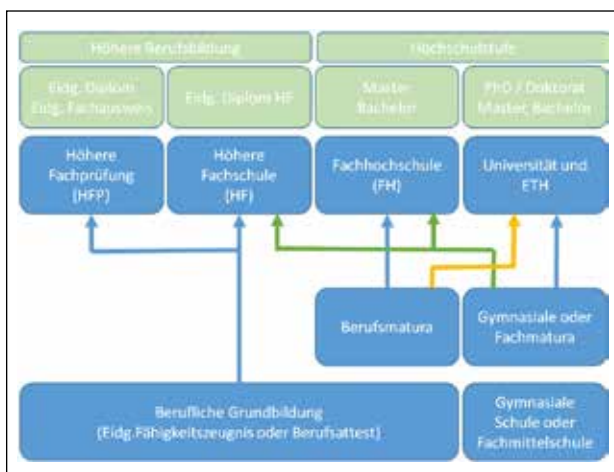 Höhere Berufsbildung
Hochschulstufe
Eidg. Diplom
Eidg. Fachausweis
Eidg. Diplom HF
Master
Bachelor
PhD / Doktorat
Master, Bachelor
Höhere
Fachprüfung
(HFP)
Höhere
Fachschule
(HF)
Fachhochschule
(FH)
Universität und
ETH
Berufsmatura
Gymnasiale oder
Fachmatura
Berufliche Grundbildung
(Eidg.Fähigkeitszeugnis oder Berufsattest)
Gymnasiale
Schule oder
Fachmittelschule